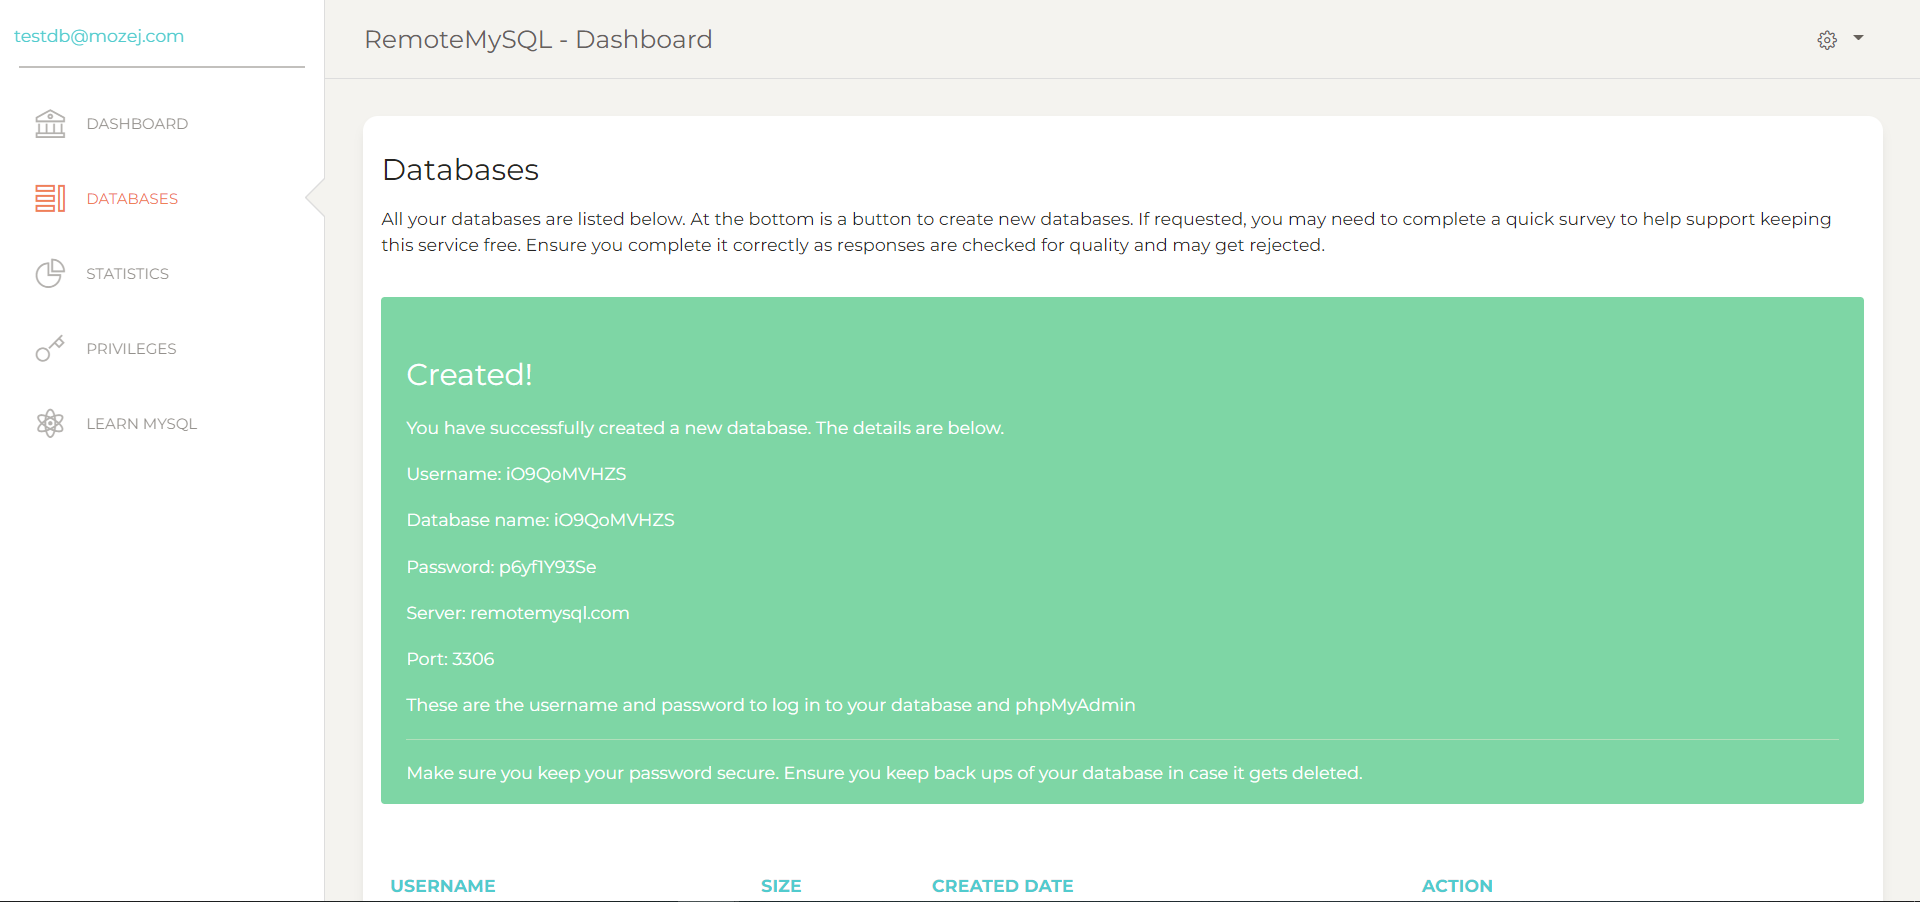 testdb@mozej.com
DASHBOARD
DATABASES
STATISTICS
PRIVILEGES
LEARN MYSQL
RemoteMySQL - Dashboard
Databases
All your databases are listed below. At the bottom is a button to create new databases. If requested, you may need to complete a quick survey to help support keeping
this service free. Ensure you complete it correctly as responses are checked for quality and may get rejected.
Created!
You have successfully created a new database. The details are below.
Username: iO9QoMVHZS
Database name: iO9QoMVHZS
Password: p6yf1Y93Se
Server: remotemysql.com
Port: 3306
These are the username and password to log in to your database and phpMyAdmin
Make sure you keep your password secure. Ensure you keep back ups of your database in case it gets deleted.
USERNAME SIZE CREATED DATE ACTION